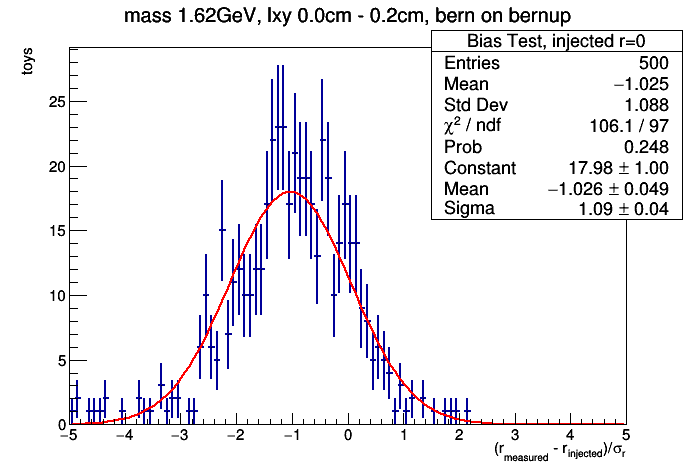 mass 1.62GeV, lxy 0.0cm - 0.2cm, bern on bernup
Bias Test, injected r=0
Entries 500
Mean −1.025
Std Dev 1.088
χ² / ndf 106.1 / 97
Prob 0.248
Constant 17.98 ± 1.00
Mean −1.026 ± 0.049
Sigma 1.09 ± 0.04
toys
25
20
15
10
5
0
−5 −4 −3 −2 −1 0 1 2 3 4 5
(r_measured - r_injected)/σ_r